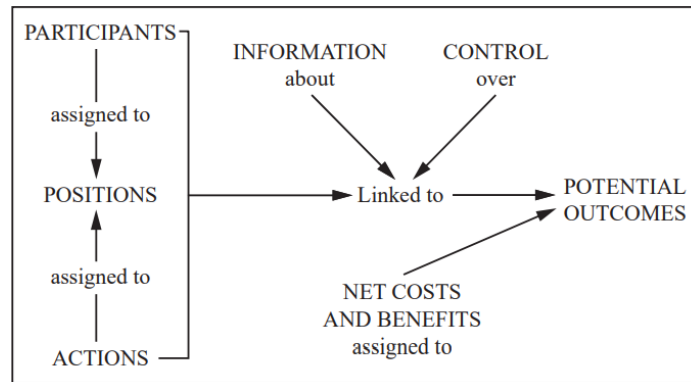 PARTICIPANTS
assigned to
POSITIONS
assigned to
ACTIONS
INFORMATION
about
CONTROL
over
Linked to
POTENTIAL
OUTCOMES
NET COSTS
AND BENEFITS
assigned to